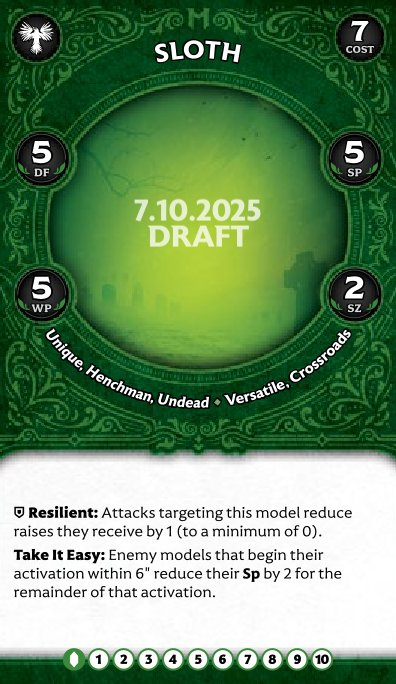 SLOTH
7
COST
5
DF
5
SP
7.10.2025
DRAFT
5
WP
2
SZ
Unique, Henchman, Undead • Versatile, Crossroads
Resilient: Attacks targeting this model reduce
raises they receive by 1 (to a minimum of 0).
Take It Easy: Enemy models that begin their
activation within 6" reduce their Sp by 2 for the
remainder of that activation.
1 2 3 4 5 6 7 8 9 10